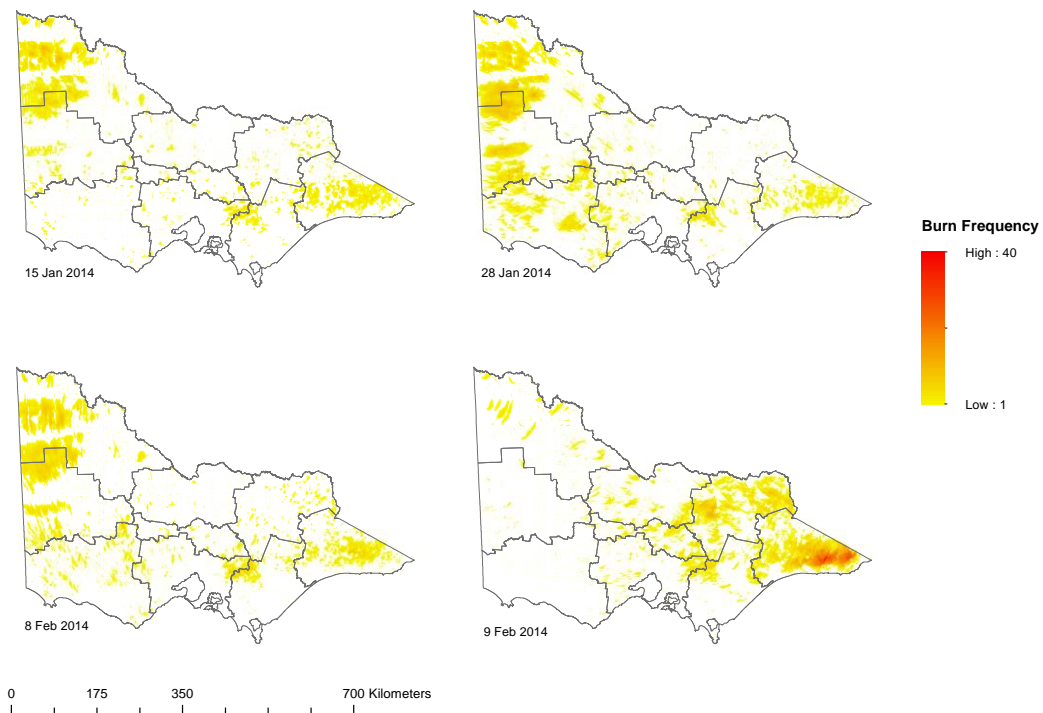 15 Jan 2014
28 Jan 2014
Burn Frequency
High : 40
Low : 1
8 Feb 2014
9 Feb 2014
0 175 350 700 Kilometers